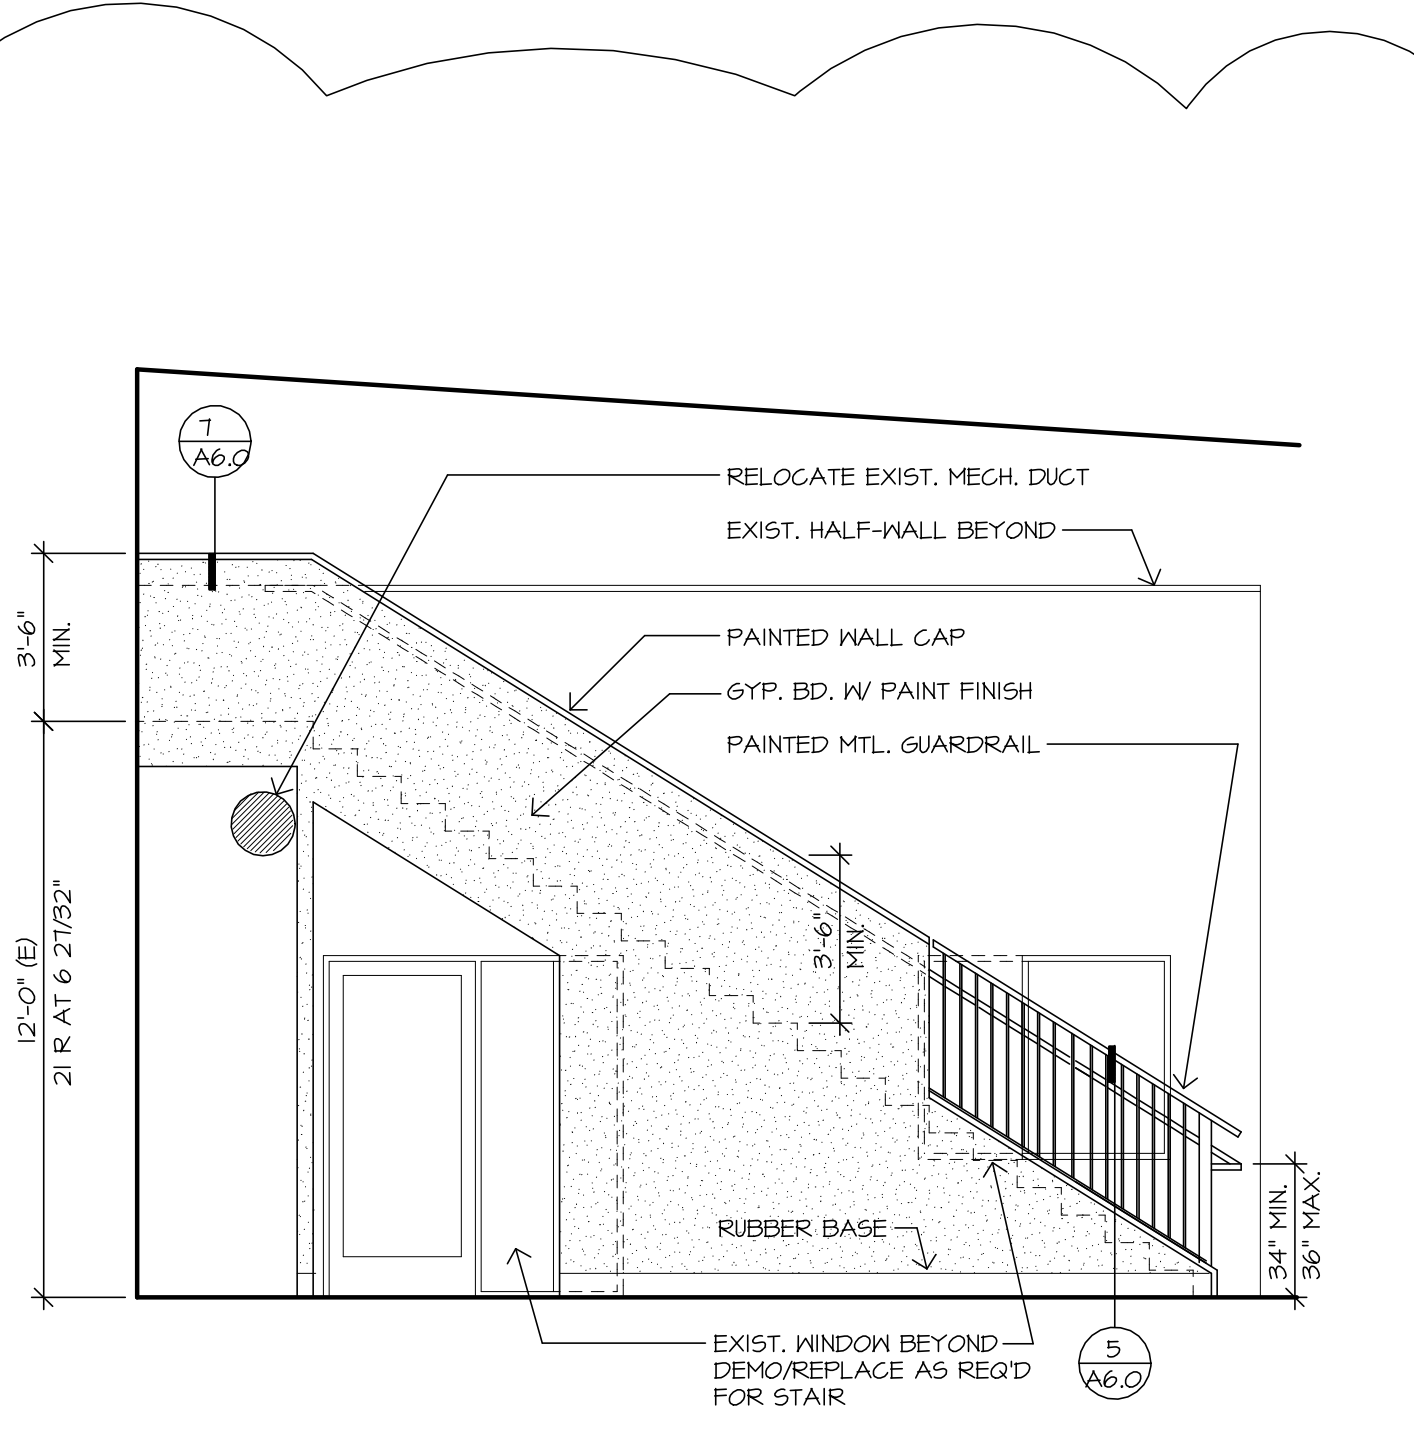 7
A6.0
RELOCATE EXIST. MECH. DUCT
EXIST. HALF-WALL BEYOND
3'-6"
MIN.
PAINTED WALL CAP
GYP. BD. W/ PAINT FINISH
PAINTED MTL. GUARDRAIL
12'-0" (E)
21 R AT 6 27/32"
3'-6"
MIN.
RUBBER BASE
34" MIN.
36" MAX.
EXIST. WINDOW BEYOND
DEMO/REPLACE AS REQ'D
FOR STAIR
5
A6.0